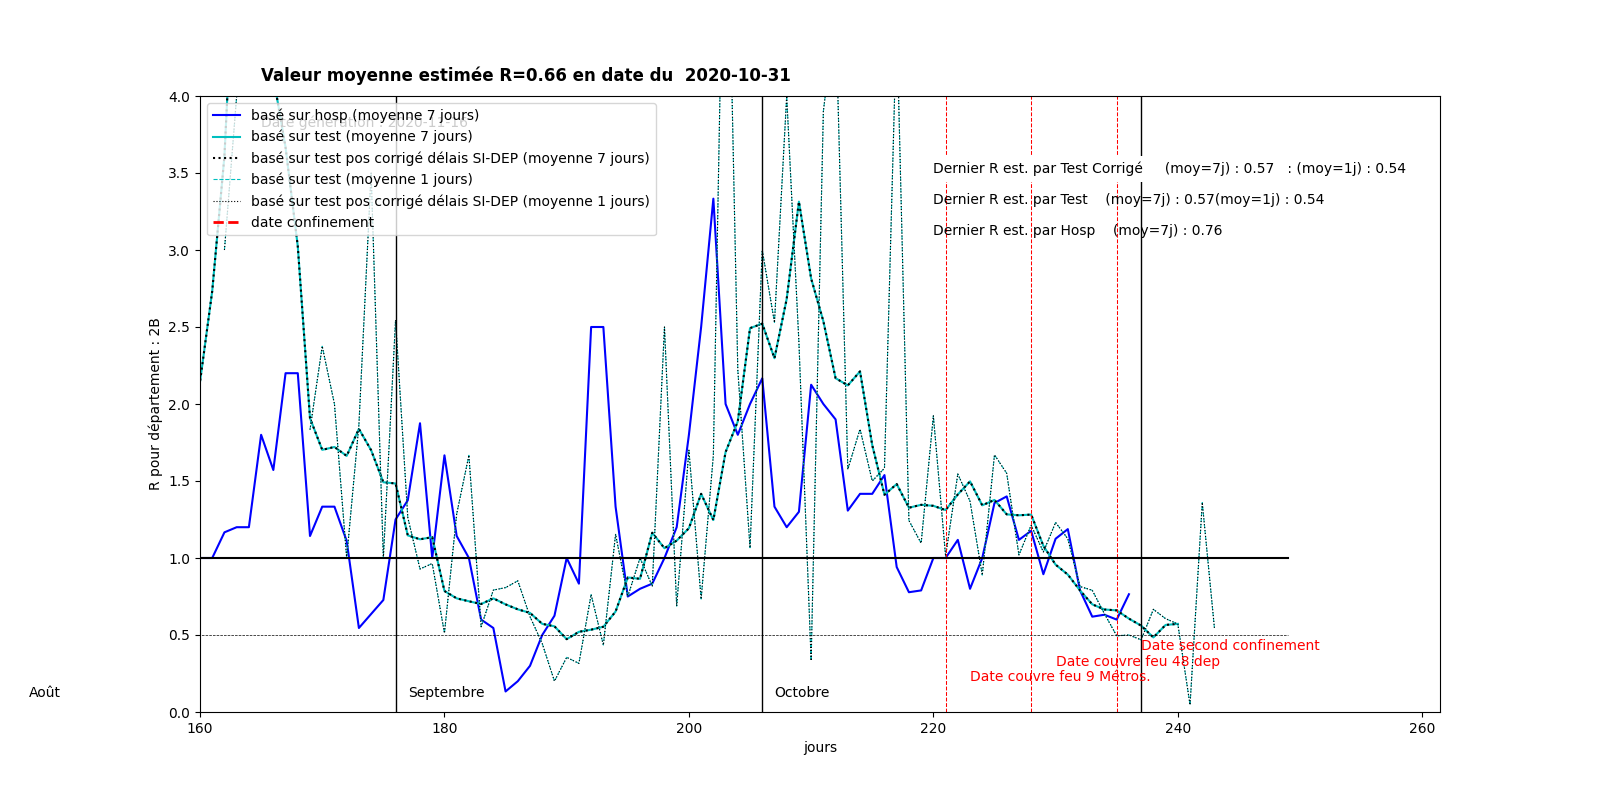 Valeur moyenne estimée R=0.66 en date du  2020-10-31
4.0
3.5
3.0
2.5
2.0
1.5
1.0
0.5
0.0
R pour département : 2B
basé sur hosp (moyenne 7 jours)
Date génération : 2020-11-16
basé sur test (moyenne 7 jours)
basé sur test pos corrigé délais SI-DEP (moyenne 7 jours)
basé sur test (moyenne 1 jours)
basé sur test pos corrigé délais SI-DEP (moyenne 1 jours)
date confinement
Dernier R est. par Test Corrigé     (moy=7j) : 0.57   : (moy=1j) : 0.54
Dernier R est. par Test    (moy=7j) : 0.57(moy=1j) : 0.54
Dernier R est. par Hosp    (moy=7j) : 0.76
Date second confinement
Date couvre feu 48 dep
Date couvre feu 9 Métros.
Août
Septembre
Octobre
160
180
200
220
240
260
jours